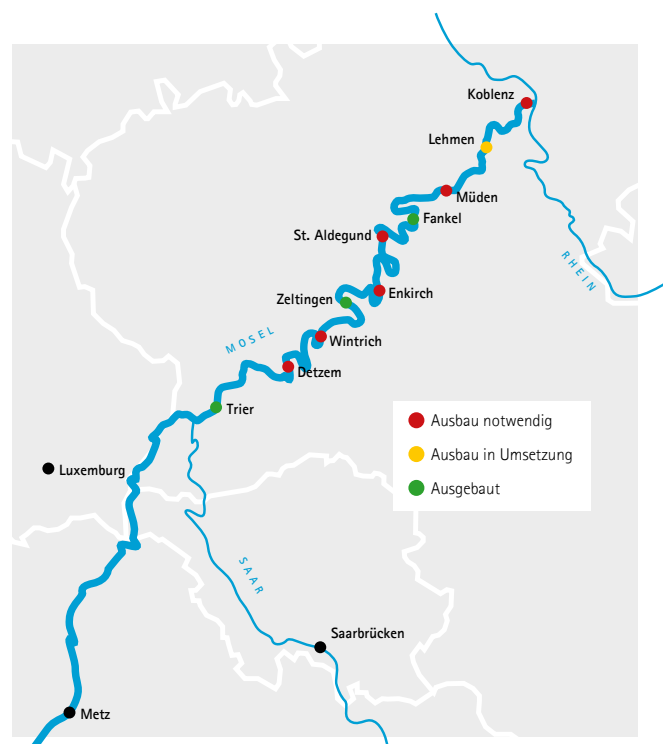 Koblenz
Lehmen
Müden
Fankel
St. Aldegund
RHEIN
Enkirch
Zeltingen
MOSEL
Wintrich
Detzem
Trier
Ausbau notwendig
Ausbau in Umsetzung
Ausgebaut
Luxemburg
SAAR
Saarbrücken
Metz